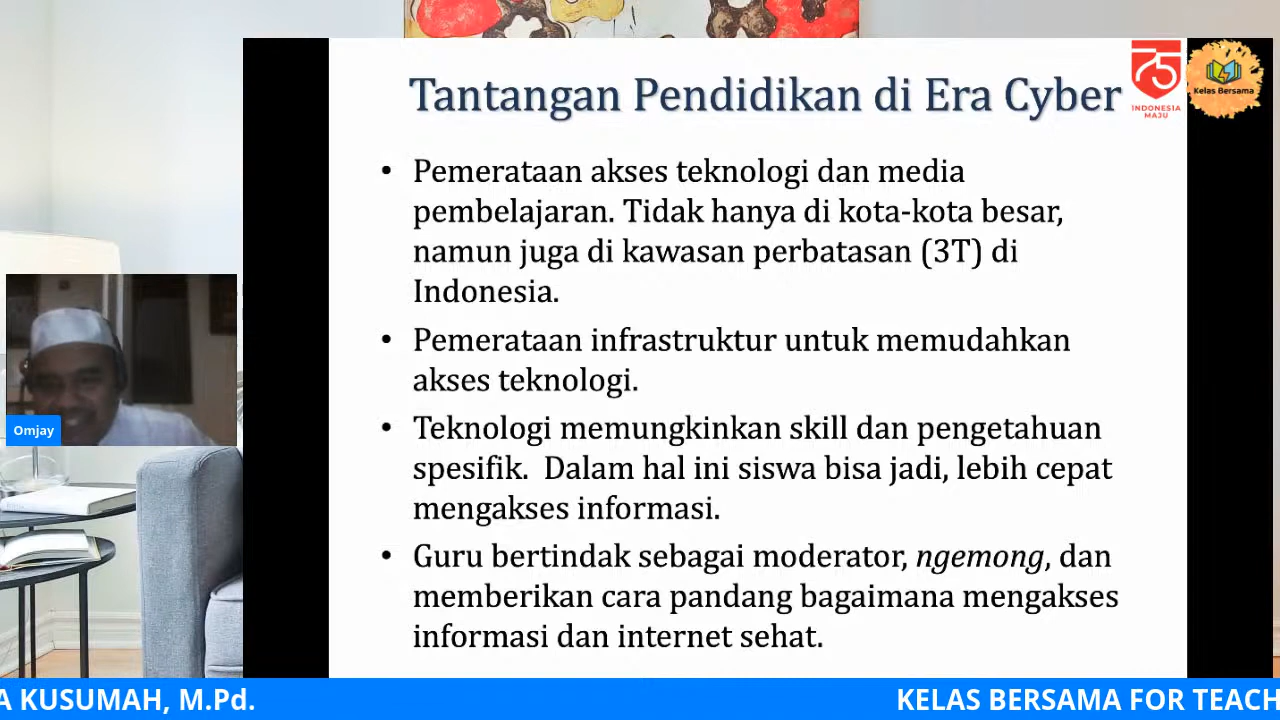 Tantangan Pendidikan di Era Cyber
75
INDONESIA
MAJU
Kelas Bersama
• Pemerataan akses teknologi dan media
pembelajaran. Tidak hanya di kota-kota besar,
namun juga di kawasan perbatasan (3T) di
Indonesia.
• Pemerataan infrastruktur untuk memudahkan
akses teknologi.
• Teknologi memungkinkan skill dan pengetahuan
spesifik.  Dalam hal ini siswa bisa jadi, lebih cepat
mengakses informasi.
• Guru bertindak sebagai moderator, ngemong, dan
memberikan cara pandang bagaimana mengakses
informasi dan internet sehat.
Omjay
A KUSUMAH, M.Pd.
KELAS BERSAMA FOR TEACH